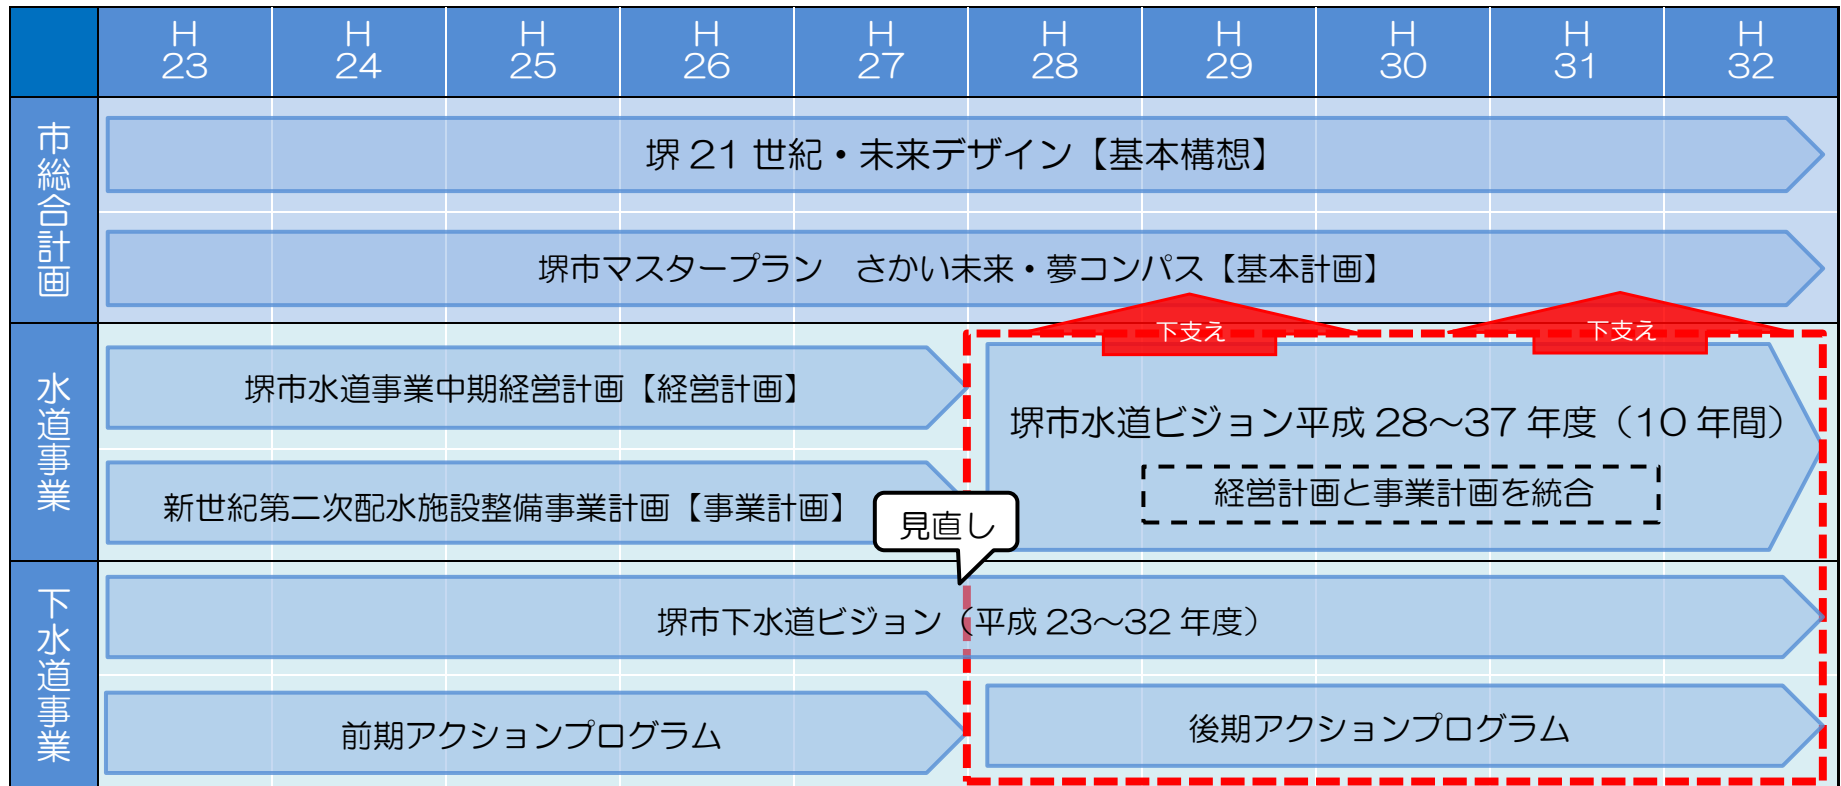 H
23
H
24
H
25
H
26
H
27
H
28
H
29
H
30
H
31
H
32
市総合計画
堺 21 世紀・未来デザイン【基本構想】
堺市マスタープラン　さかい未来・夢コンパス【基本計画】
下支え
下支え
水道事業
堺市水道事業中期経営計画【経営計画】
堺市水道ビジョン平成 28～37 年度（10 年間）
経営計画と事業計画を統合
新世紀第二次配水施設整備事業計画【事業計画】
見直し
下水道事業
堺市下水道ビジョン（平成 23～32 年度）
前期アクションプログラム
後期アクションプログラム